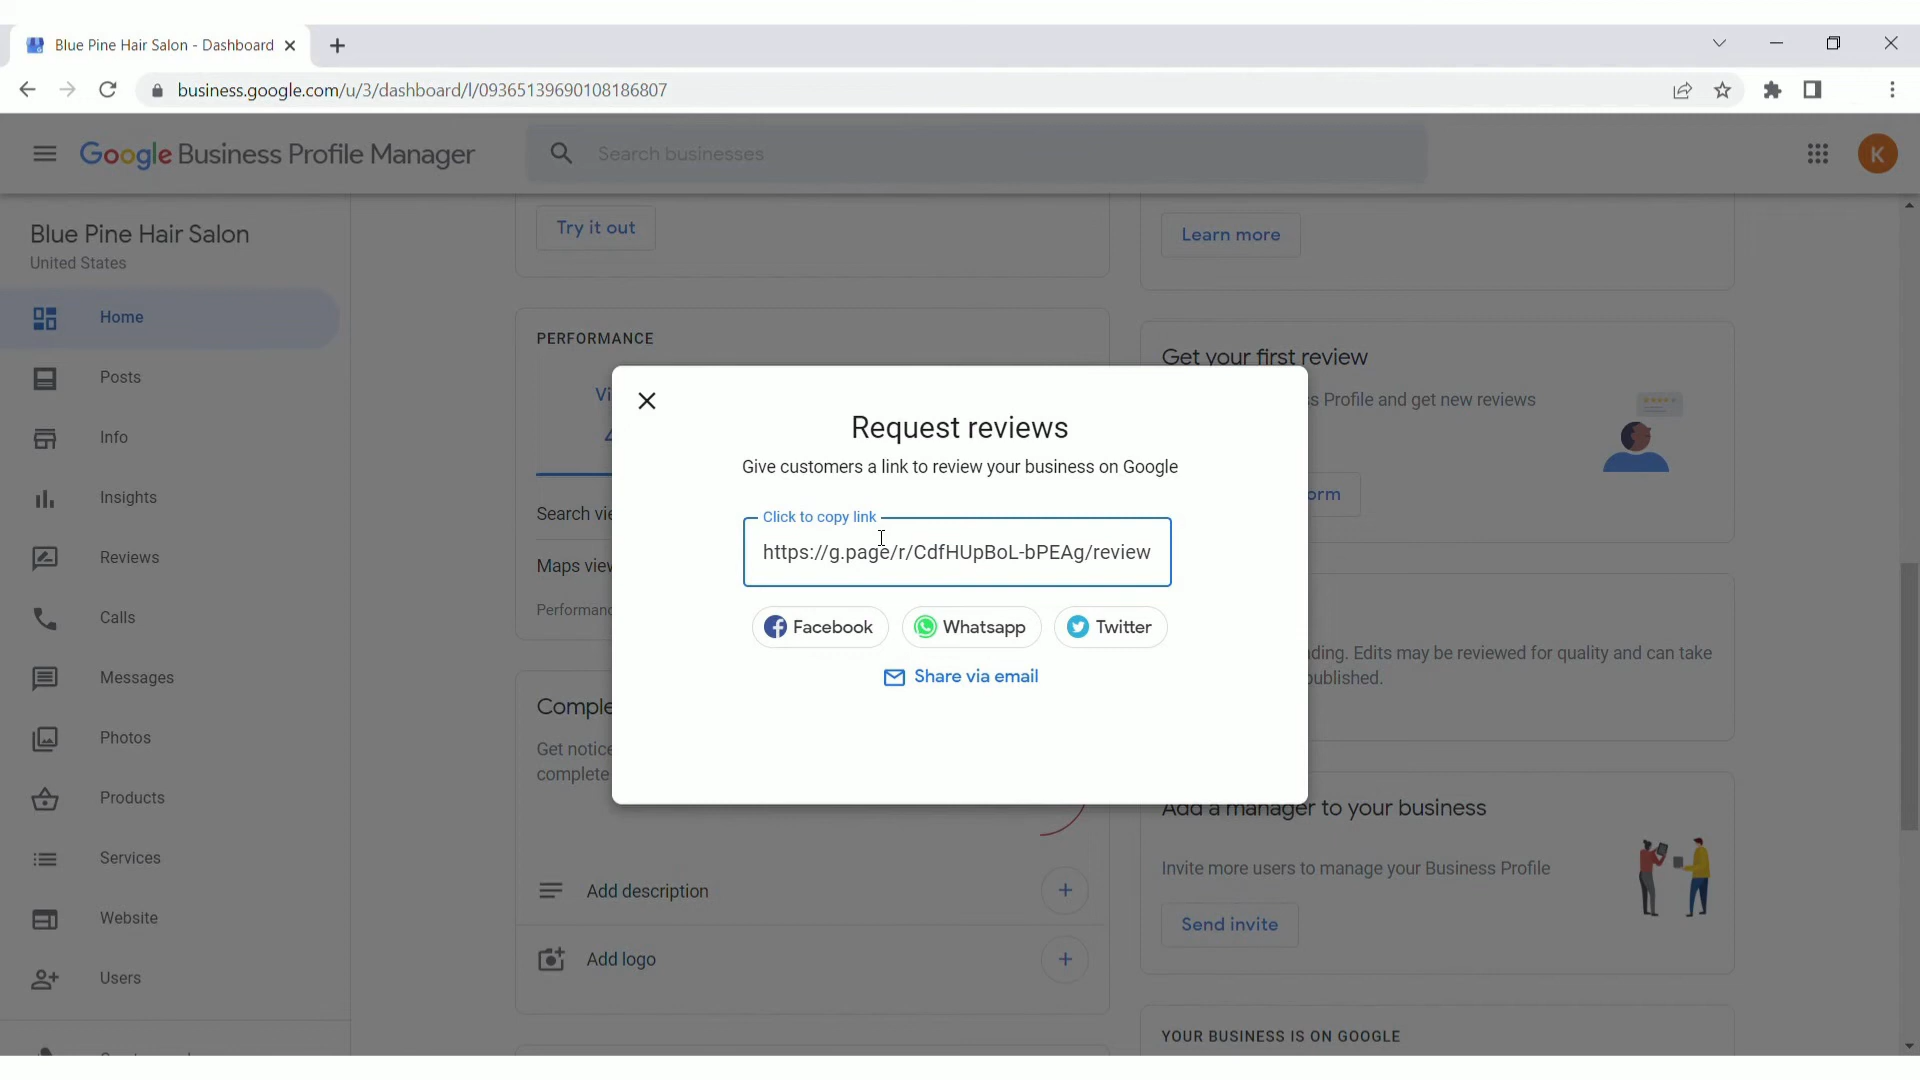 Blue Pine Hair Salon - Dashboard
business.google.com/u/3/dashboard/l/09365139690108186807
Google Business Profile Manager
Search businesses
K
Blue Pine Hair Salon
United States
Home
Posts
Info
Insights
Reviews
Calls
Messages
Photos
Products
Services
Website
Users
Try it out
Learn more
PERFORMANCE
Get your first review
s Profile and get new reviews
orm
Search vie
Maps view
Performanc
Request reviews
Give customers a link to review your business on Google
Click to copy link
https://g.page/r/CdfHUpBoL-bPEAg/review
Facebook
Whatsapp
Twitter
Share via email
ding. Edits may be reviewed for quality and can take
published.
Comple
Get notice
complete
Add description
Add logo
Add a manager to your business
Invite more users to manage your Business Profile
Send invite
YOUR BUSINESS IS ON GOOGLE